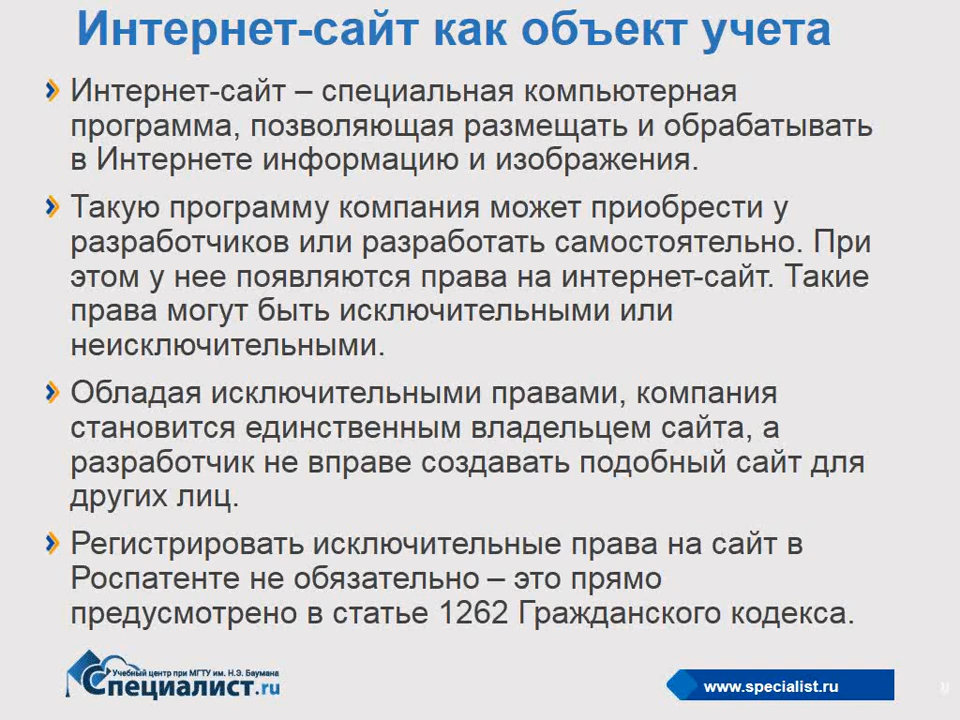 Интернет-сайт как объект учета
Интернет-сайт – специальная компьютерная
программа, позволяющая размещать и обрабатывать
в Интернете информацию и изображения.
Такую программу компания может приобрести у
разработчиков или разработать самостоятельно. При
этом у нее появляются права на интернет-сайт. Такие
права могут быть исключительными или
неисключительными.
Обладая исключительными правами, компания
становится единственным владельцем сайта, а
разработчик не вправе создавать подобный сайт для
других лиц.
Регистрировать исключительные права на сайт в
Роспатенте не обязательно – это прямо
предусмотрено в статье 1262 Гражданского кодекса.
Учебный центр при МГТУ им. Н.Э. Баумана
Специалист.ru
www.specialist.ru